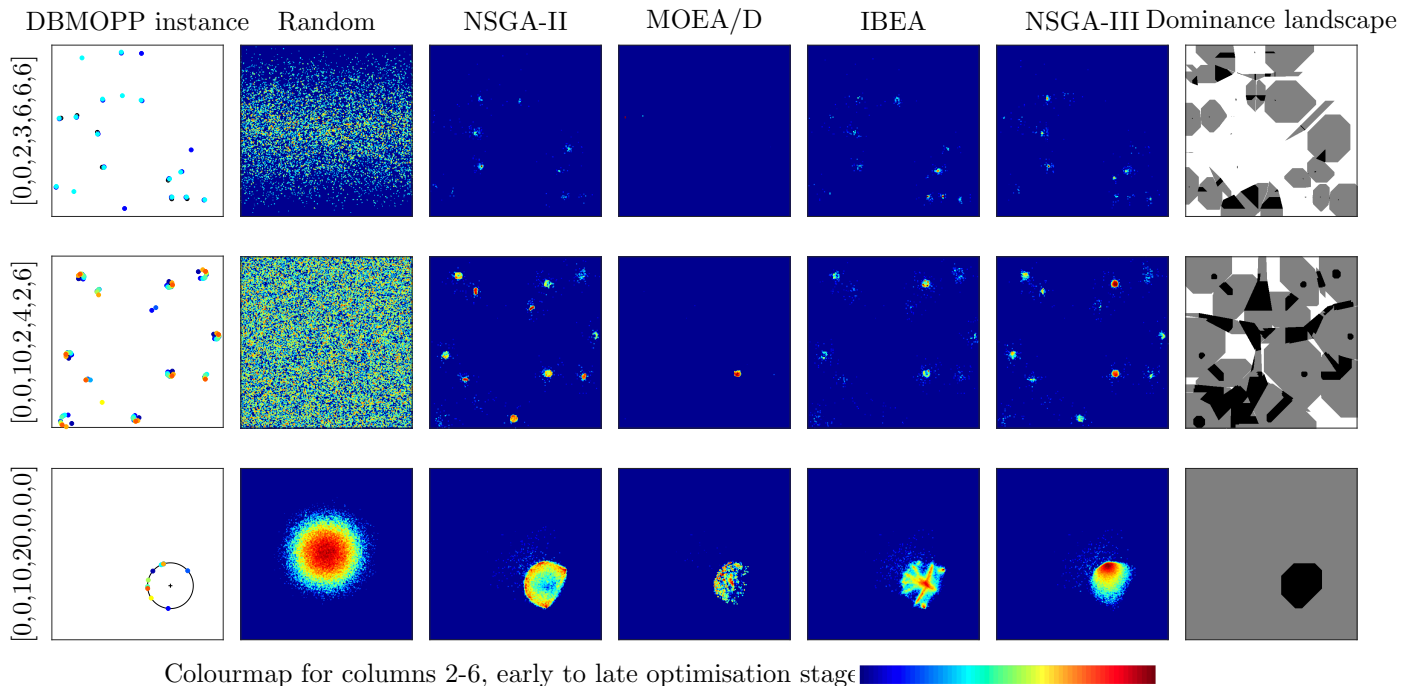 DBMOPP instance Random NSGA-II MOEA/D IBEA NSGA-III Dominance landscape
[0,0,2,3,6,6,6]
[0,0,10,2,4,2,6]
[0,0,10,20,0,0,0]
Colourmap for columns 2-6, early to late optimisation stage